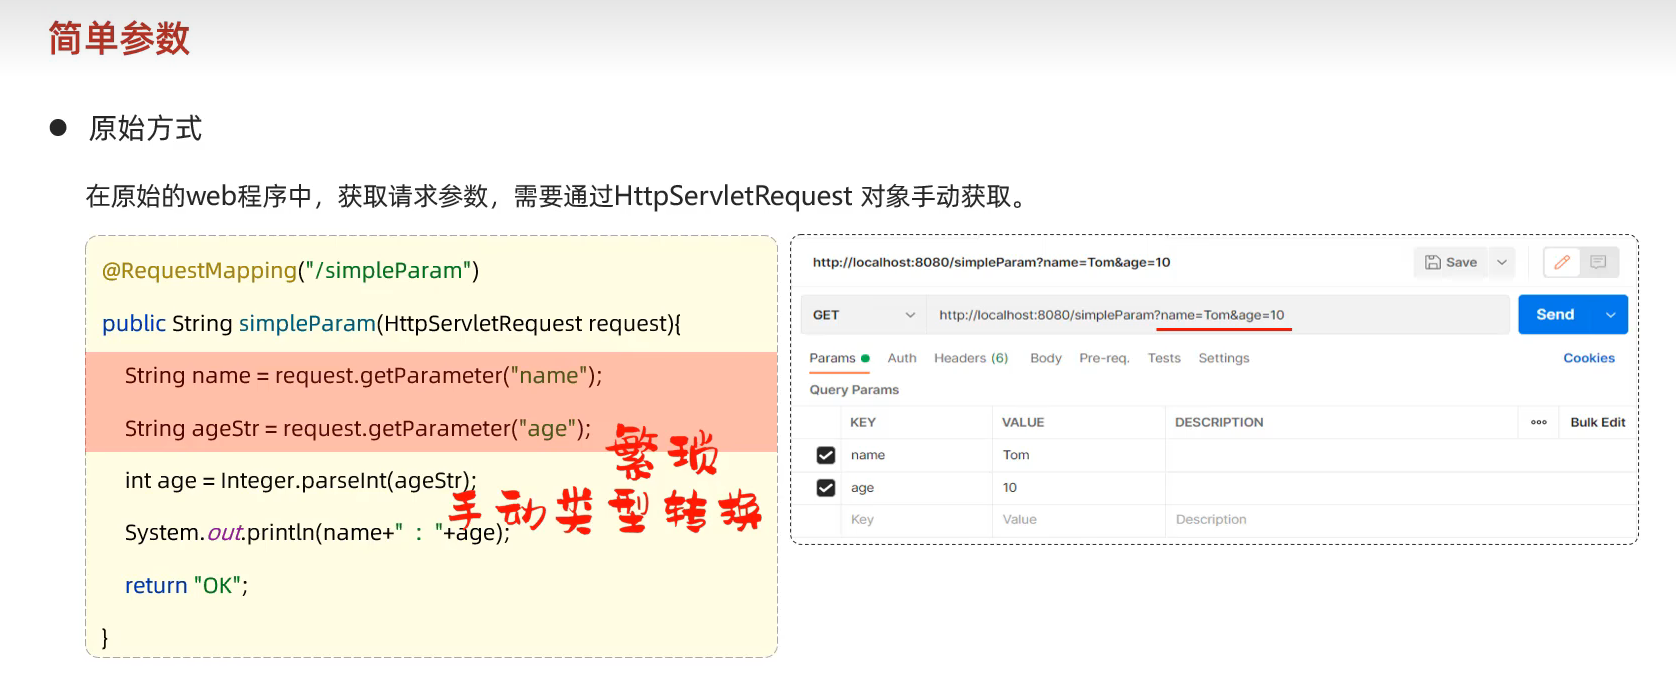 简单参数
● 原始方式
在原始的web程序中，获取请求参数，需要通过HttpServletRequest 对象手动获取。
@RequestMapping("/simpleParam")
public String simpleParam(HttpServletRequest request){
String name = request.getParameter("name");
String ageStr = request.getParameter("age");
繁琐
int age = Integer.parseInt(ageStr);
手动类型转换
System.out.println(name+" : "+age);
return "OK";
}
http://localhost:8080/simpleParam?name=Tom&age=10
Save
GET http://localhost:8080/simpleParam?name=Tom&age=10 Send
Params Auth Headers (6) Body Pre-req. Tests Settings Cookies
Query Params
KEY VALUE DESCRIPTION ooo Bulk Edit
name Tom
age 10
Key Value Description